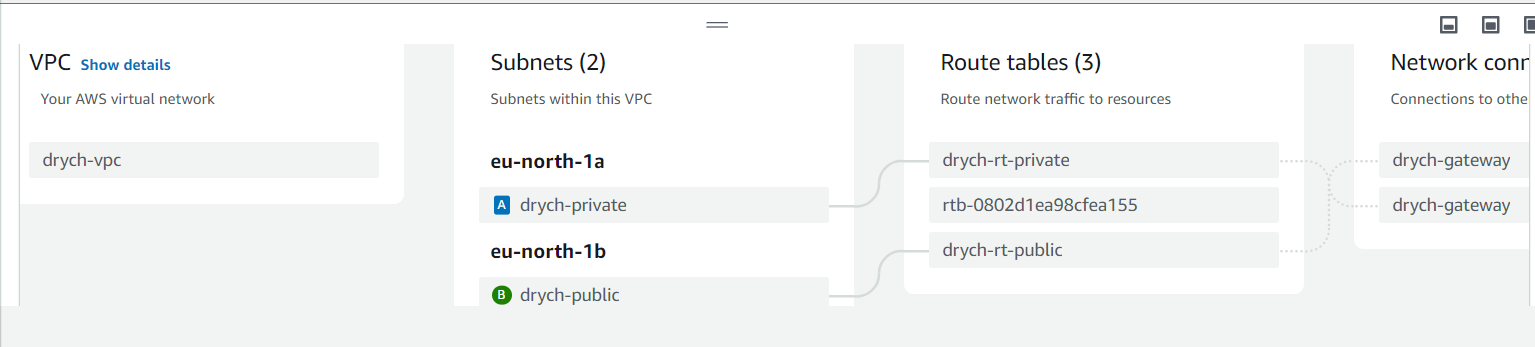 VPC Show details
Your AWS virtual network
drych-vpc
Subnets (2)
Subnets within this VPC
eu-north-1a
A drych-private
eu-north-1b
B drych-public
Route tables (3)
Route network traffic to resources
drych-rt-private
rtb-0802d1ea98cfea155
drych-rt-public
Network conn
Connections to othe
drych-gateway
drych-gateway